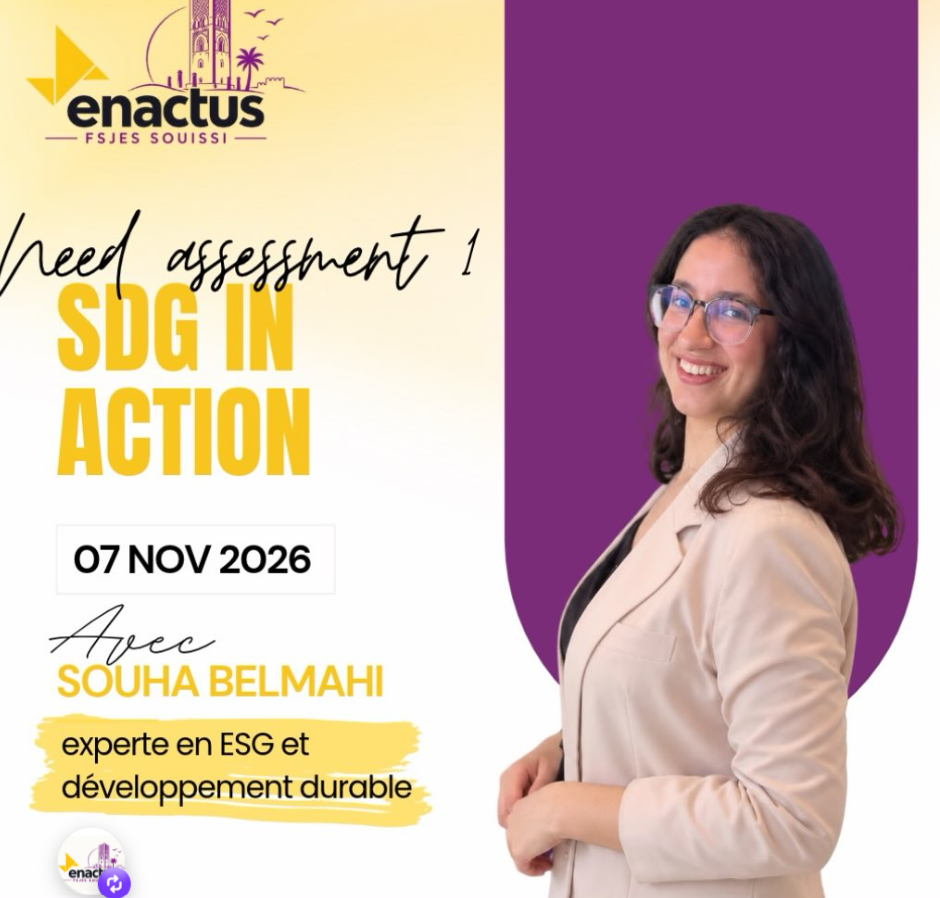 enactus
FSJES SOUISSI
Need assessment 1
SDG IN
ACTION
07 NOV 2026
Avec
SOUHA BELMAHI
experte en ESG et
développement durable
enact